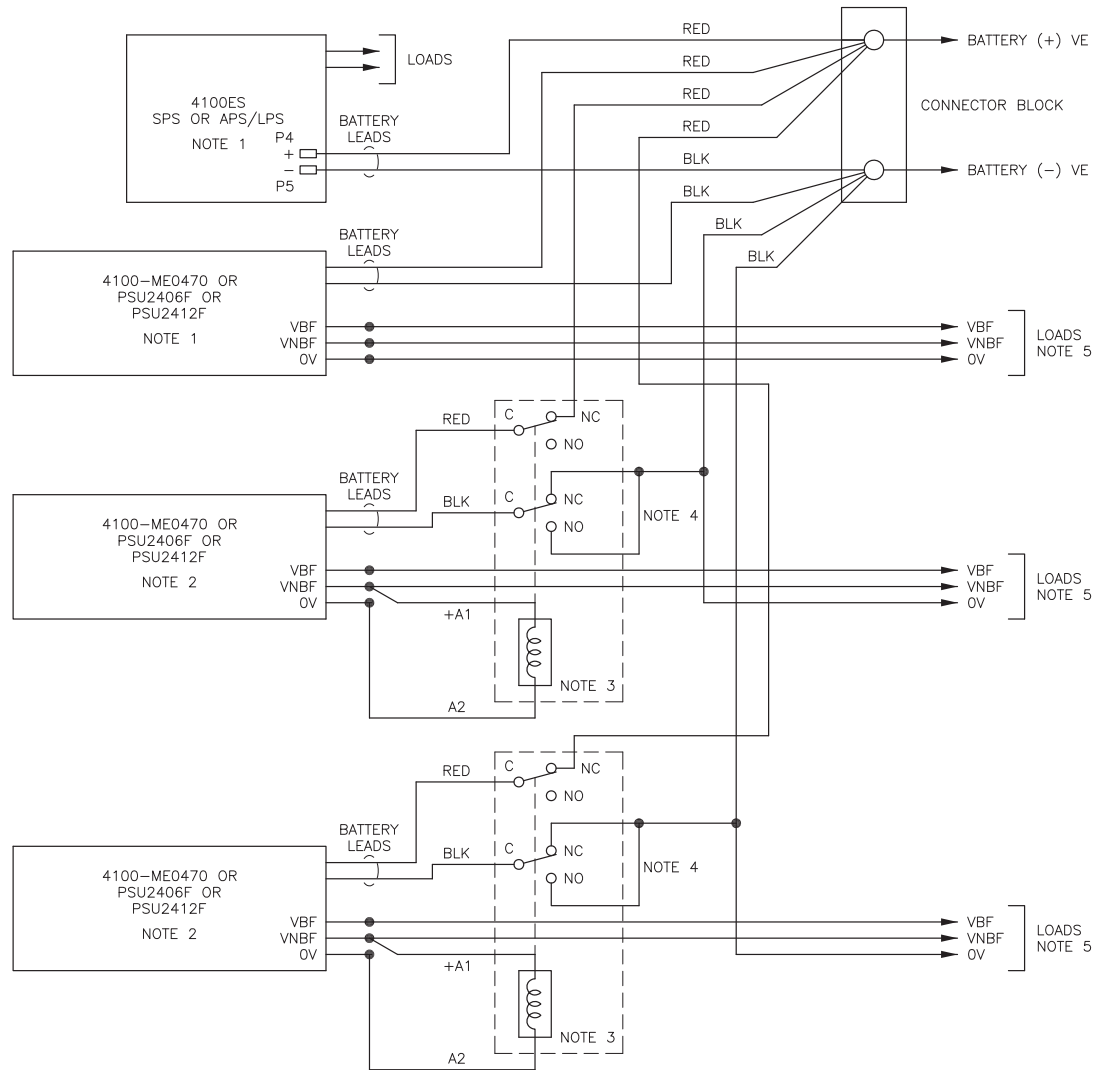 RED
BATTERY (+) VE
LOADS
RED
4100ES
SPS OR APS/LPS
NOTE 1
RED
CONNECTOR BLOCK
BATTERY
LEADS
RED
P4
+
−
P5
BLK
BATTERY (−) VE
BLK
BLK
BLK
BATTERY
LEADS
4100−ME0470 OR
PSU2406F OR
PSU2412F
NOTE 1
VBF
VNBF
0V
VBF
VNBF
0V
LOADS
NOTE 5
RED
C
NC
NO
BATTERY
LEADS
BLK
C
NC
NO
NOTE 4
4100−ME0470 OR
PSU2406F OR
PSU2412F
NOTE 2
VBF
VNBF
0V
VBF
VNBF
0V
LOADS
NOTE 5
+A1
NOTE 3
A2
RED
C
NC
NO
BATTERY
LEADS
BLK
C
NC
NO
NOTE 4
4100−ME0470 OR
PSU2406F OR
PSU2412F
NOTE 2
VBF
VNBF
0V
VBF
VNBF
0V
LOADS
NOTE 5
+A1
NOTE 3
A2